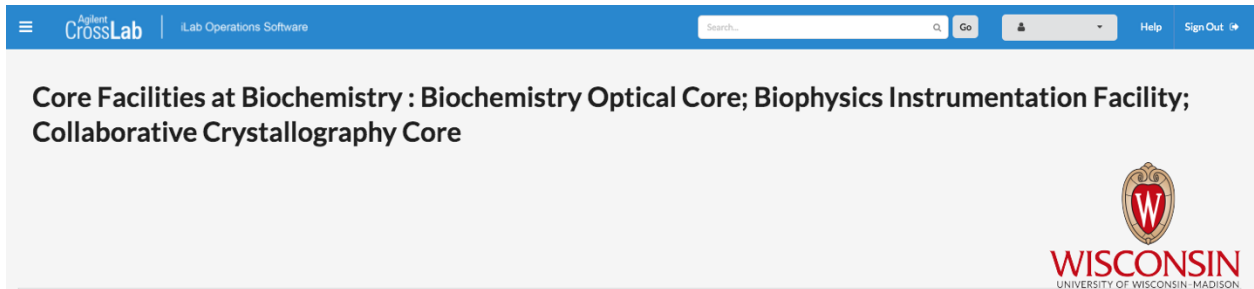 Agilent
CrossLab
iLab Operations Software
Search...
Go
Help
Sign Out
Core Facilities at Biochemistry : Biochemistry Optical Core; Biophysics Instrumentation Facility;
Collaborative Crystallography Core
W
WISCONSIN
UNIVERSITY OF WISCONSIN–MADISON